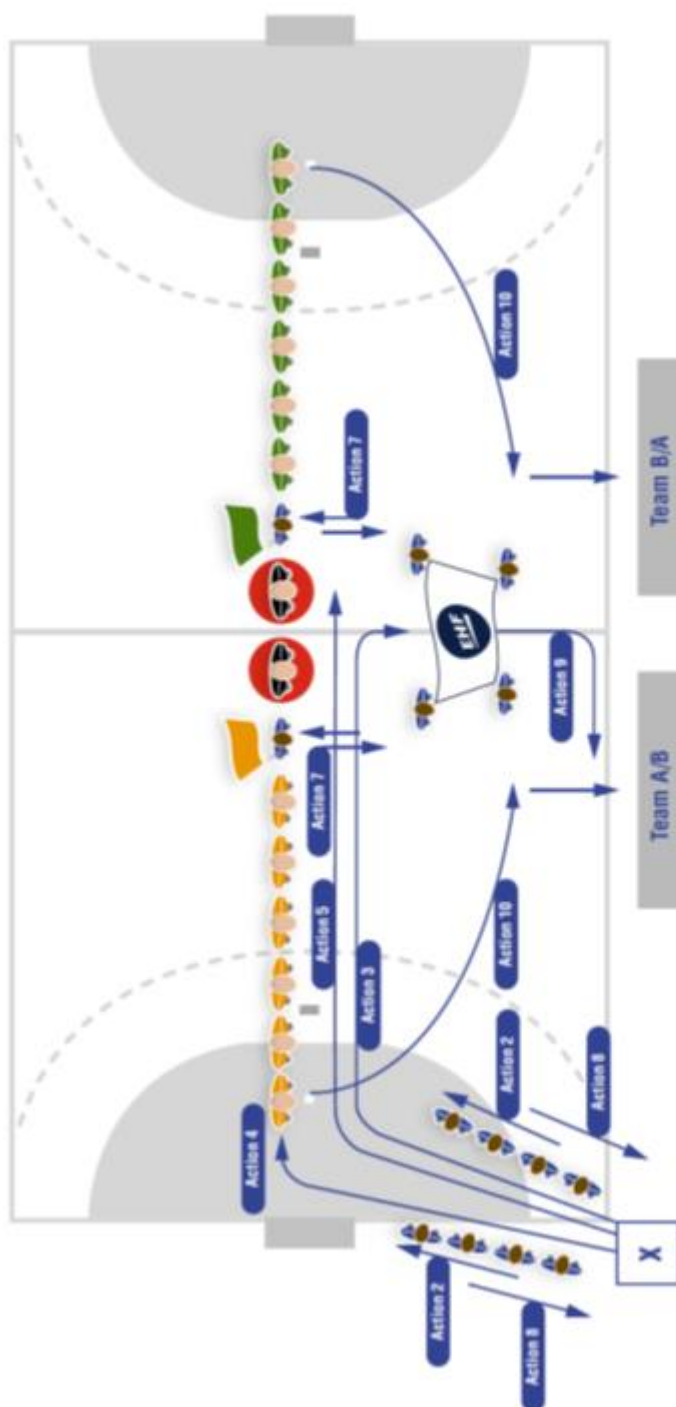 Action 4
Action 5
Action 7
Action 7
Action 3
Action 2
EHF
Action 2
Action 10
Action 10
Action 8
Action 9
Action 8
X
Team A/B
Team B/A